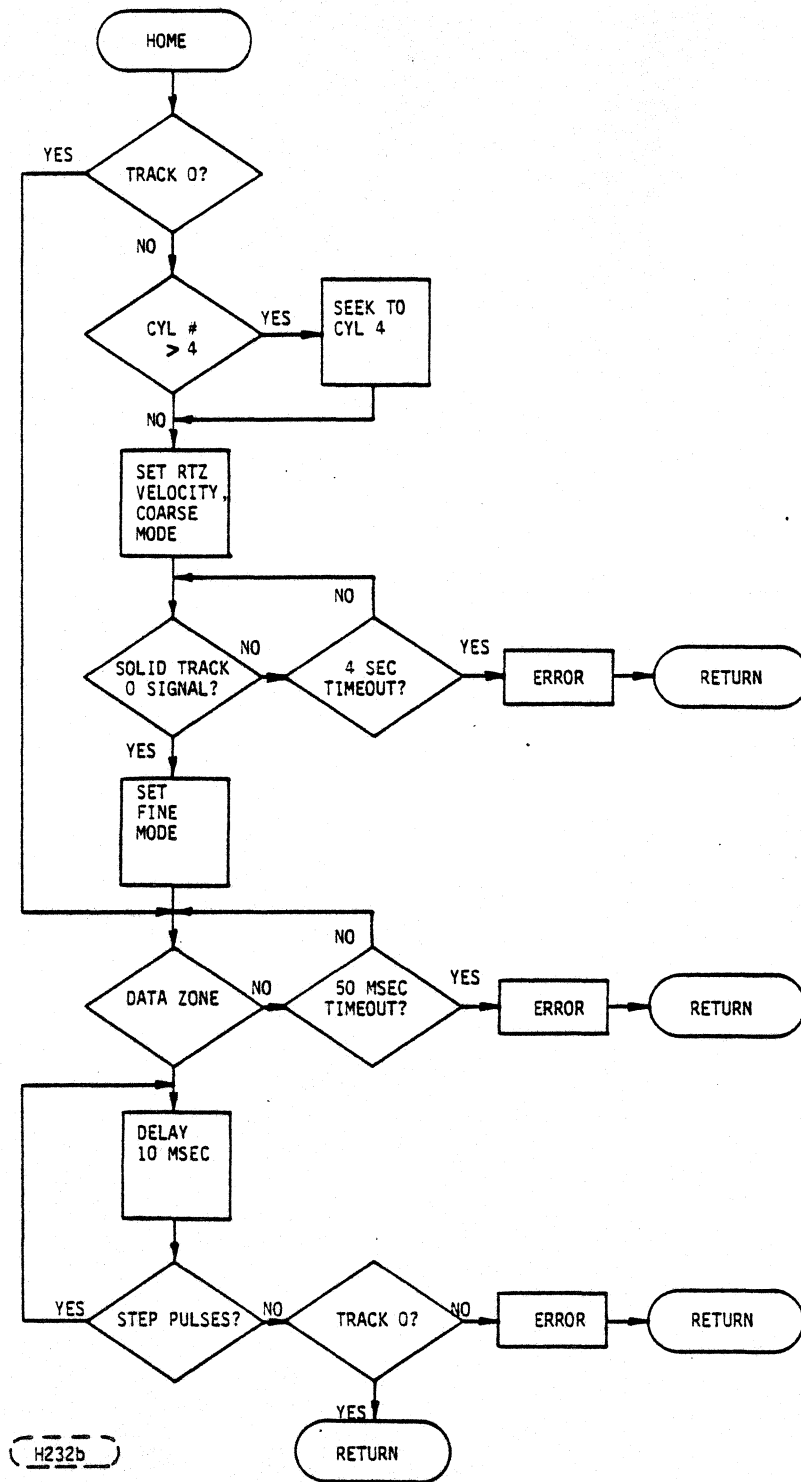 HOME
YES
TRACK 0?
NO
CYL #
> 4
YES
SEEK TO
CYL 4
NO
SET RTZ
VELOCITY,
COARSE
MODE
NO
SOLID TRACK
0 SIGNAL?
NO
4 SEC
TIMEOUT?
YES
ERROR
RETURN
YES
SET
FINE
MODE
NO
DATA ZONE
NO
50 MSEC
TIMEOUT?
YES
ERROR
RETURN
DELAY
10 MSEC
YES
STEP PULSES?
NO
TRACK 0?
NO
ERROR
RETURN
YES
RETURN
H232b